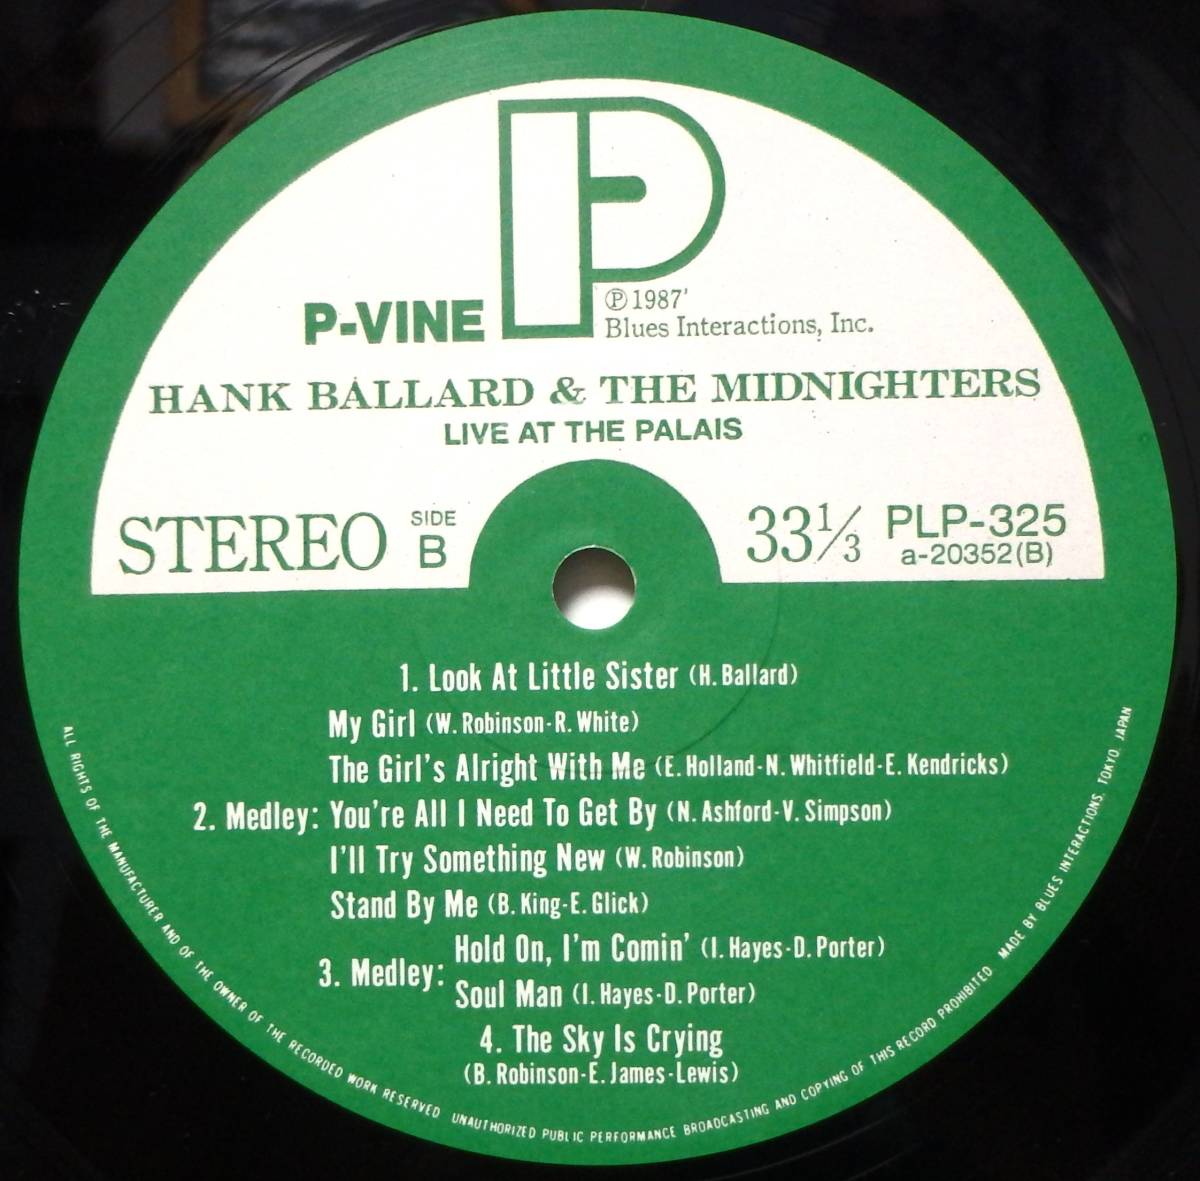 P-VINE
Ⓟ1987'
Blues Interactions, Inc.
HANK BALLARD & THE MIDNIGHTERS
LIVE AT THE PALAIS
STEREO
SIDE
B
33⅓
PLP-325
a-20352(B)
1. Look At Little Sister (H. Ballard)
My Girl (W. Robinson-R. White)
The Girl's Alright With Me (E. Holland-N. Whitfield-E. Kendricks)
2. Medley: You're All I Need To Get By (N. Ashford-V. Simpson)
I'll Try Something New (W. Robinson)
Stand By Me (B. King-E. Glick)
Hold On, I'm Comin' (I. Hayes-D. Porter)
3. Medley:
Soul Man (I. Hayes-D. Porter)
4. The Sky Is Crying
(B. Robinson-E. James-Lewis)
ALL RIGHTS OF THE MANUFACTURER AND OF THE OWNER OF THE RECORDED WORK RESERVED UNAUTHORIZED PUBLIC PERFORMANCE BROADCASTING AND COPYING OF THIS RECORD PROHIBITED MADE BY BLUES INTERACTIONS, TOKYO, JAPAN